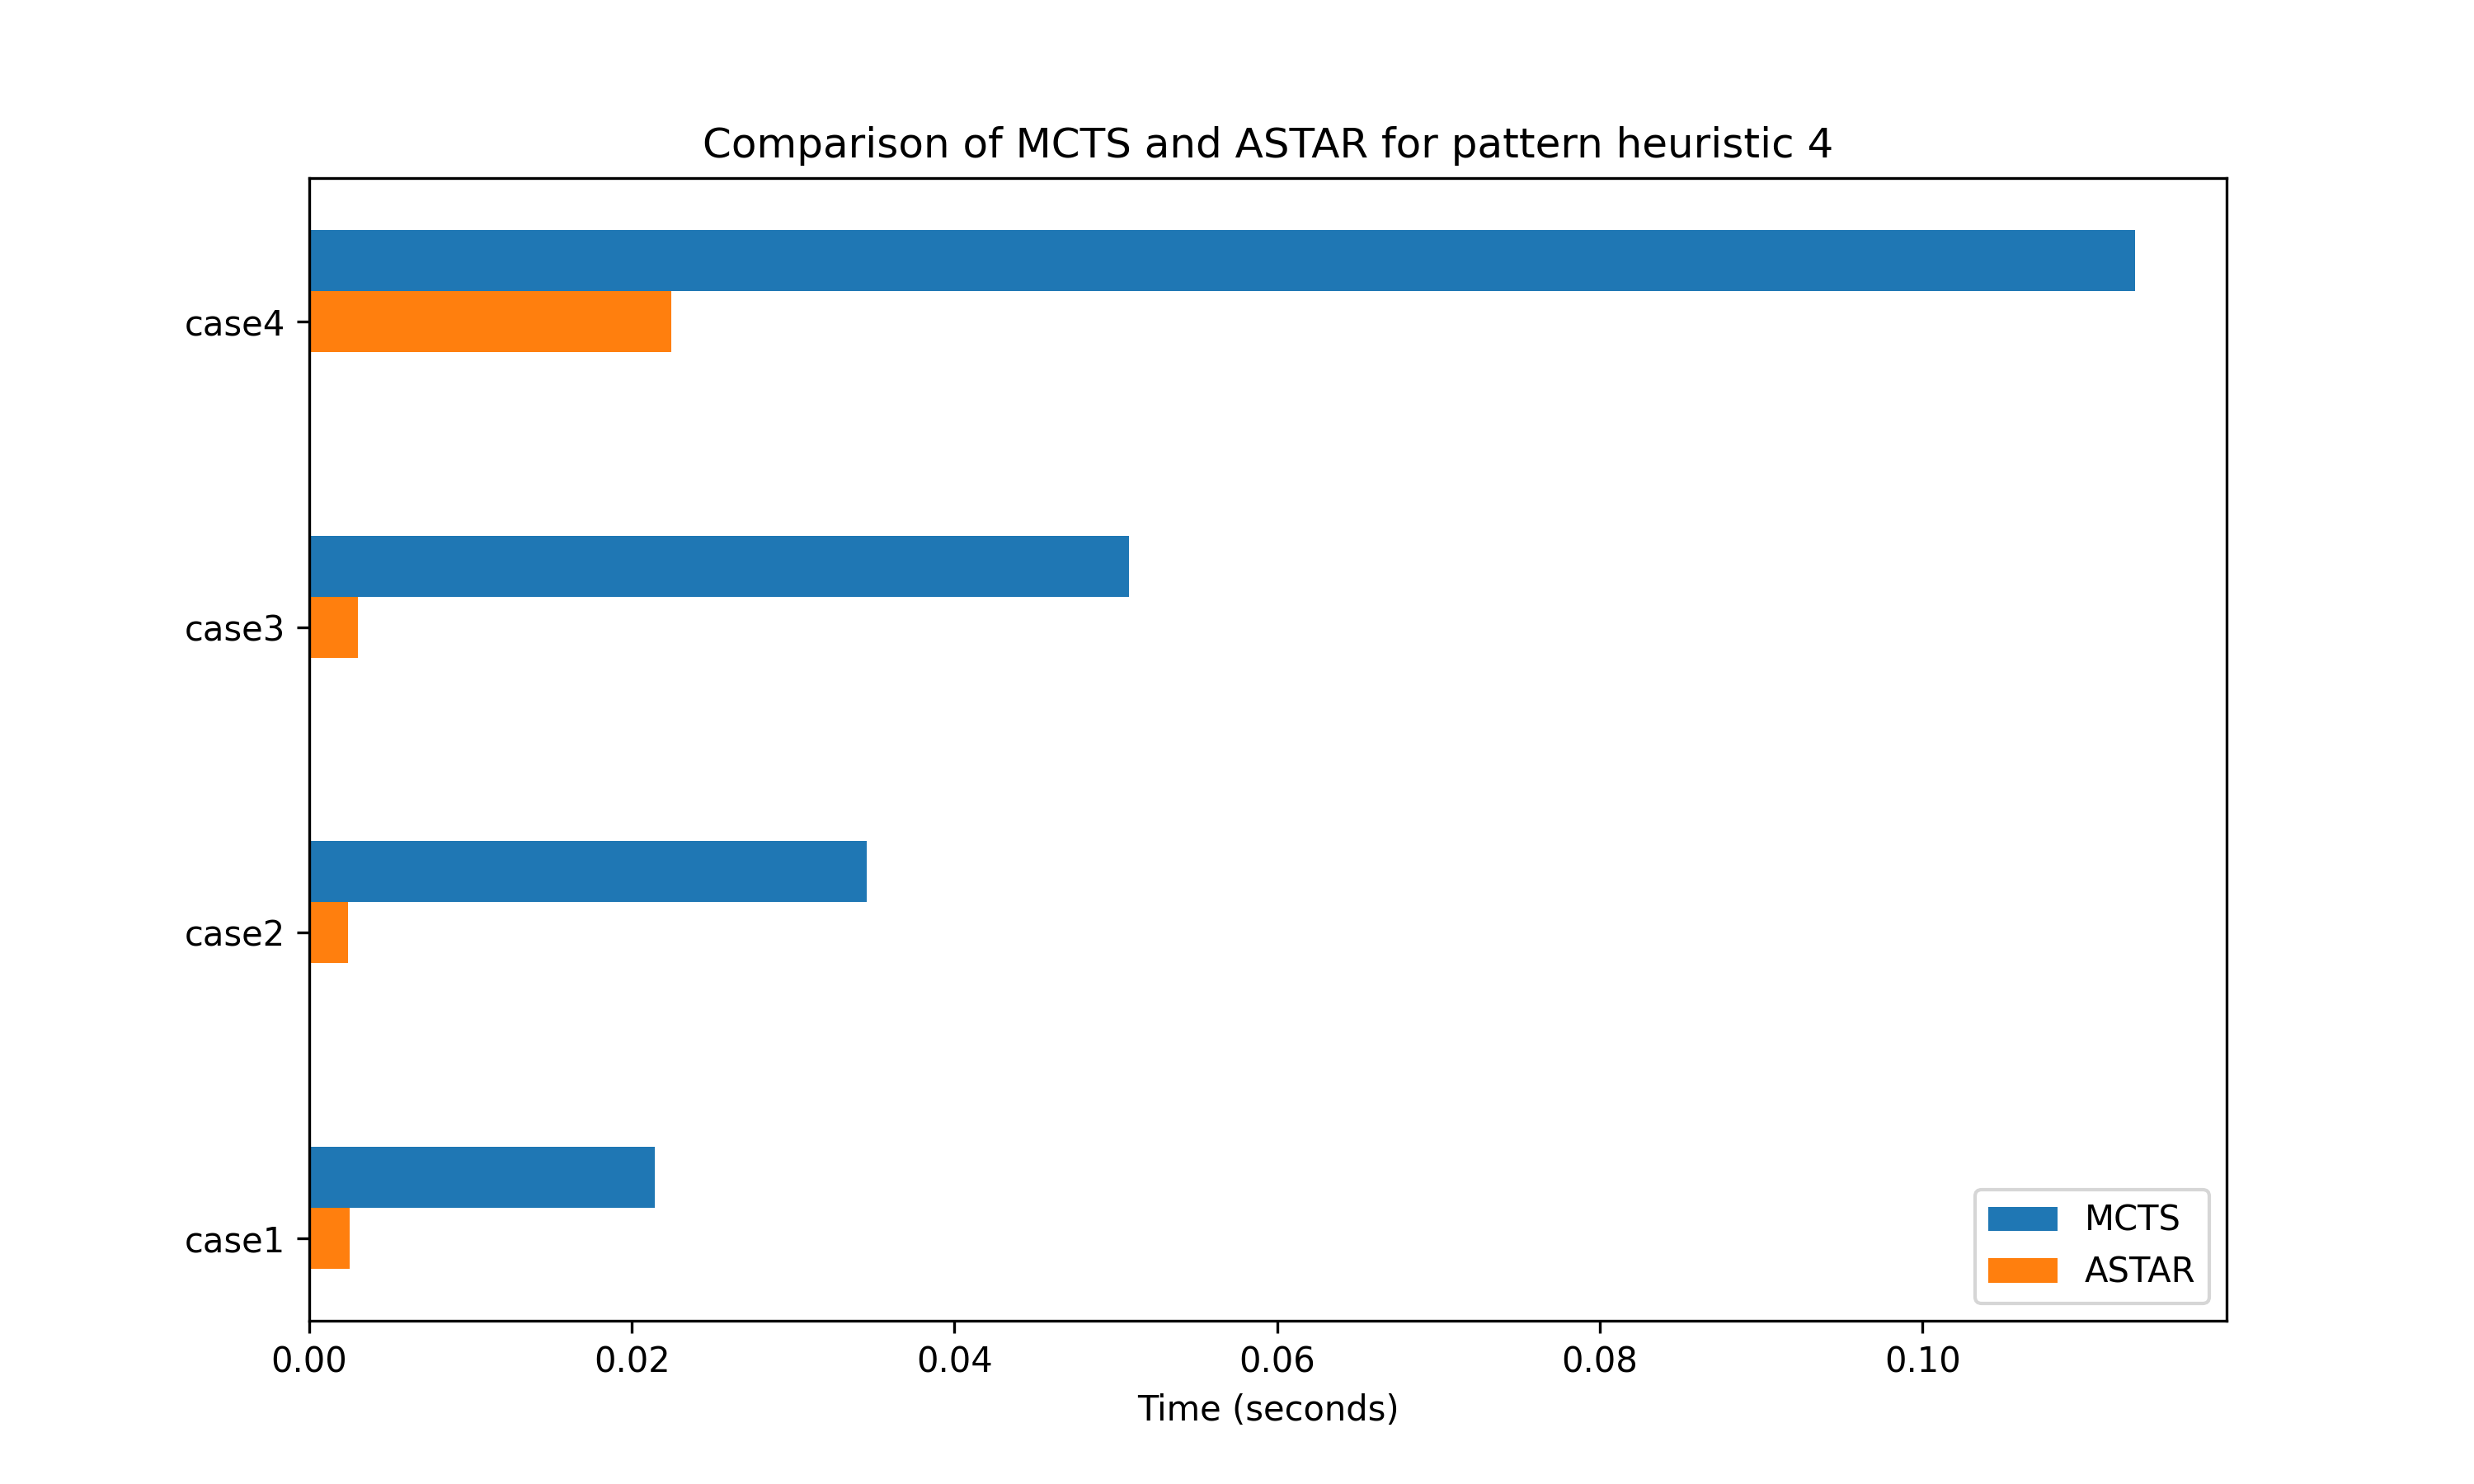 Comparison of MCTS and ASTAR for pattern heuristic 4
case4
case3
case2
case1
MCTS
ASTAR
0.00 0.02 0.04 0.06 0.08 0.10
Time (seconds)